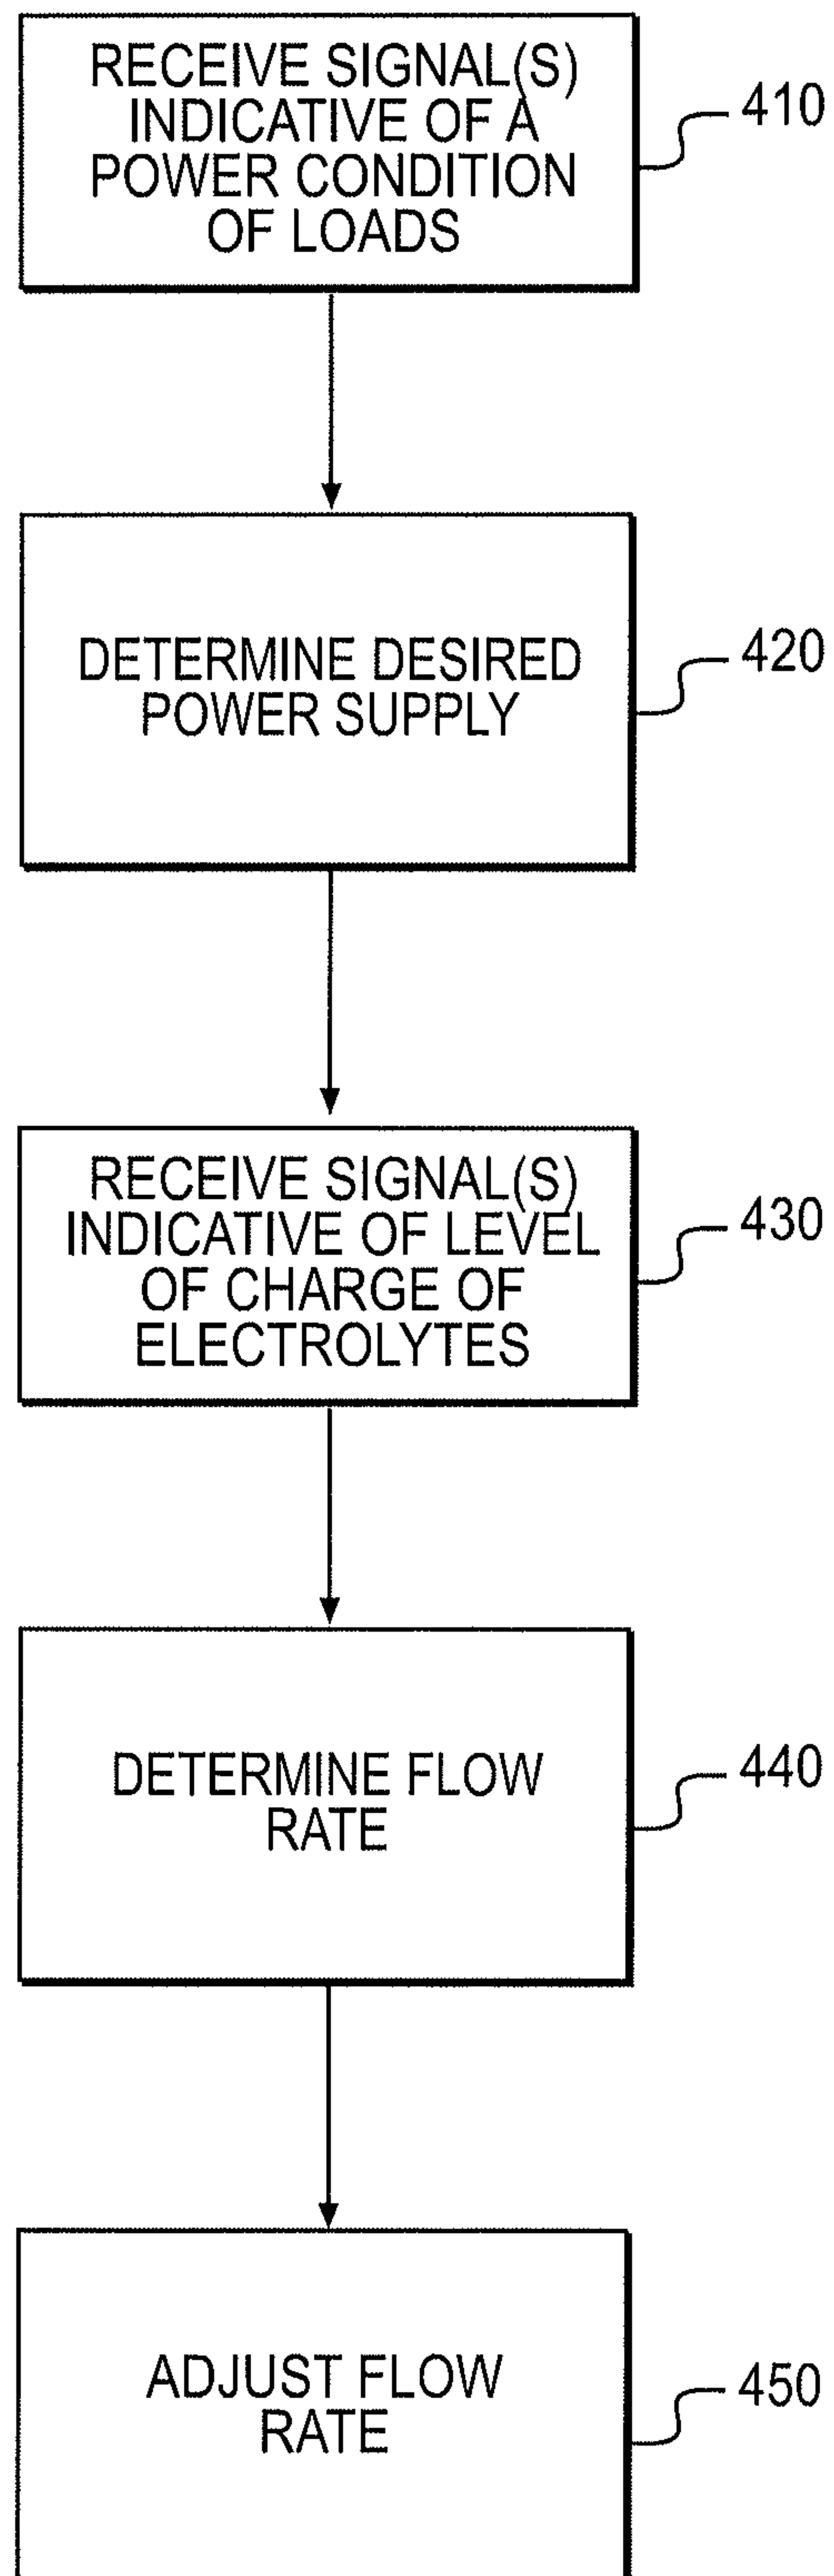 RECEIVE SIGNAL(S)
INDICATIVE OF A
POWER CONDITION
OF LOADS
410
DETERMINE DESIRED
POWER SUPPLY
420
RECEIVE SIGNAL(S)
INDICATIVE OF LEVEL
OF CHARGE OF
ELECTROLYTES
430
DETERMINE FLOW
RATE
440
ADJUST FLOW
RATE
450